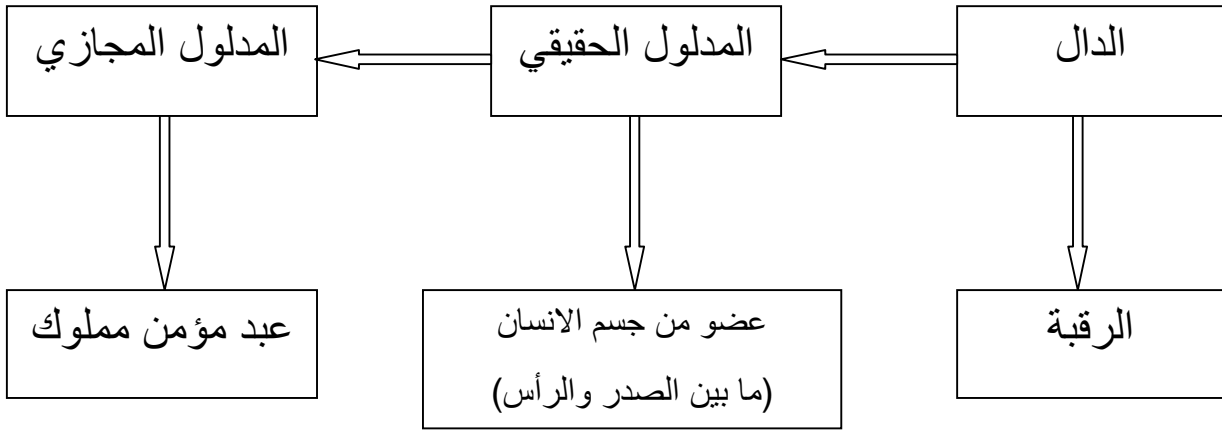 الدال
المدلول الحقيقي
المدلول المجازي
الرقبة
عضو من جسم الانسان
(ما بين الصدر والرأس)
عبد مؤمن مملوك